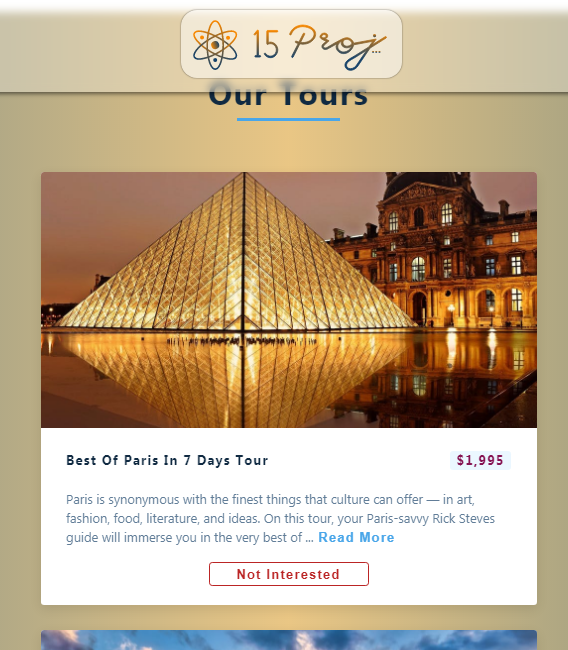 15 Proj...
Our Tours
Best Of Paris In 7 Days Tour
$1,995
Paris is synonymous with the finest things that culture can offer — in art,
fashion, food, literature, and ideas. On this tour, your Paris-savvy Rick Steves
guide will immerse you in the very best of ... Read More
Not Interested